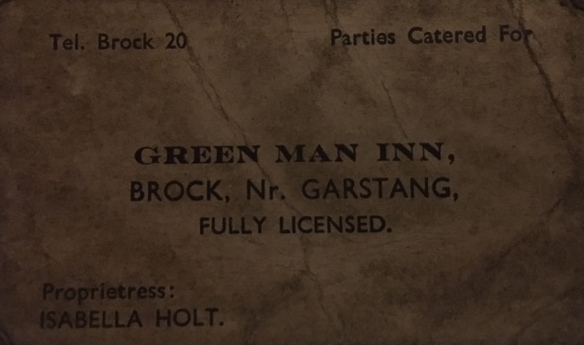 Tel. Brock 20
Parties Catered For
GREEN MAN INN,
BROCK, Nr. GARSTANG,
FULLY LICENSED.
Proprietress:
ISABELLA HOLT.